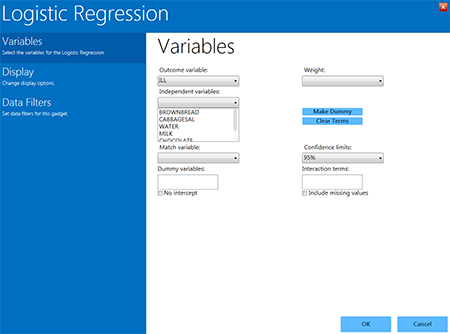 Logistic Regression
Variables
Select the variables for the Logistic Regression.
Display
Change display options.
Data Filters
Set data filters for this gadget.
Variables
Outcome variable:
Weight:
ILL
Independent variables:
BROWNBREAD
CABBAGESAL
WATER
MILK
CHOCOLATE
Make Dummy
Clear Terms
Match variable:
Confidence limits:
95%
Dummy variables:
Interaction terms:
No intercept
Include missing values
OK
Cancel